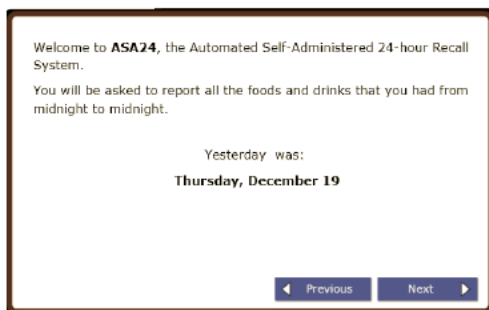 Welcome to ASA24, the Automated Self-Administered 24-hour Recall
System.
You will be asked to report all the foods and drinks that you had from
midnight to midnight.
Yesterday was:
Thursday, December 19
Previous
Next